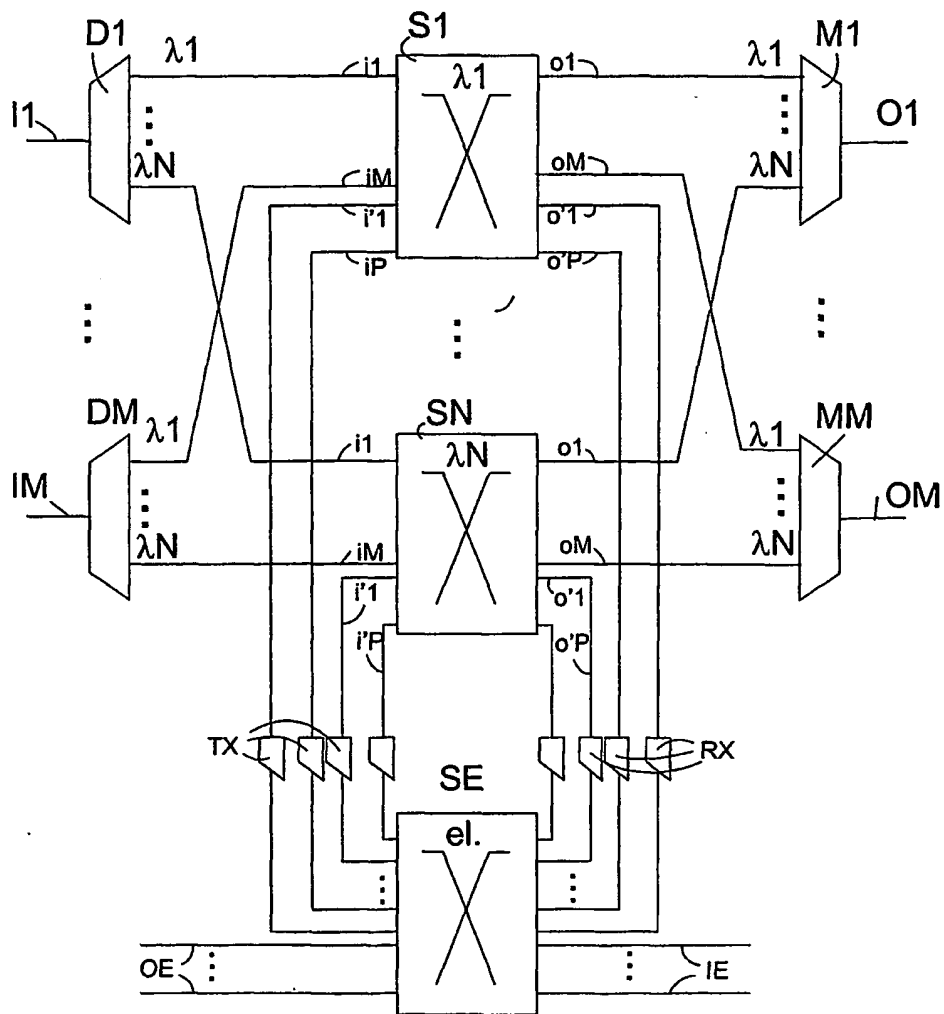 S1
D1
λ1
i1
λ1
o1
λ1
M1
I1
O1
λN
iM
oM
λN
i'1
o'1
iP
o'P
SN
DM
λ1
i1
λN
o1
λ1
MM
IM
OM
λN
iM
oM
λN
i'1
o'1
i'P
o'P
TX
RX
SE
el.
OE
IE